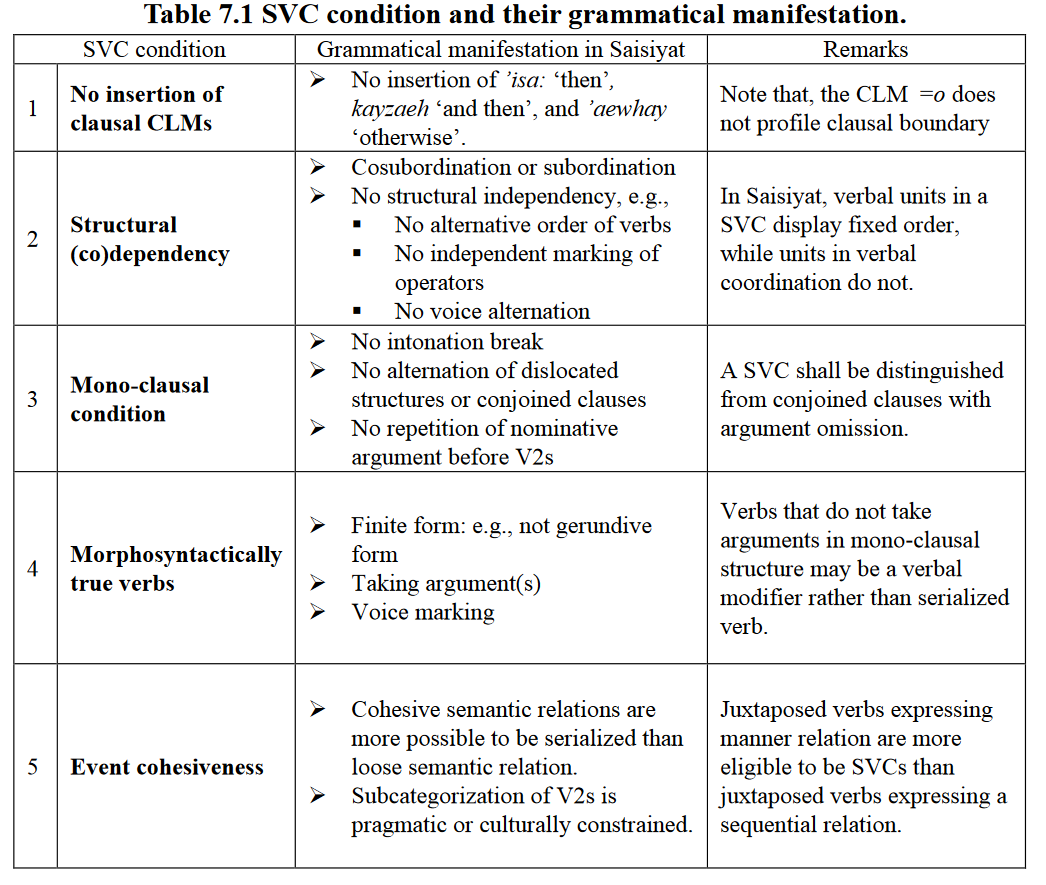 Table 7.1 SVC condition and their grammatical manifestation.
SVC condition
Grammatical manifestation in Saisiyat
Remarks
1
No insertion of
clausal CLMs
➢ No insertion of ’isa: ‘then’,
kayzaeh ‘and then’, and ’aewhay
‘otherwise’.
Note that, the CLM =o does
not profile clausal boundary
2
Structural
(co)dependency
➢ Cosubordination or subordination
➢ No structural independency, e.g.,
▪ No alternative order of verbs
▪ No independent marking of
operators
▪ No voice alternation
In Saisiyat, verbal units in a
SVC display fixed order,
while units in verbal
coordination do not.
3
Mono-clausal
condition
➢ No intonation break
➢ No alternation of dislocated
structures or conjoined clauses
➢ No repetition of nominative
argument before V2s
A SVC shall be distinguished
from conjoined clauses with
argument omission.
4
Morphosyntactically
true verbs
➢ Finite form: e.g., not gerundive
form
➢ Taking argument(s)
➢ Voice marking
Verbs that do not take
arguments in mono-clausal
structure may be a verbal
modifier rather than serialized
verb.
5
Event cohesiveness
➢ Cohesive semantic relations are
more possible to be serialized than
loose semantic relation.
➢ Subcategorization of V2s is
pragmatic or culturally constrained.
Juxtaposed verbs expressing
manner relation are more
eligible to be SVCs than
juxtaposed verbs expressing a
sequential relation.